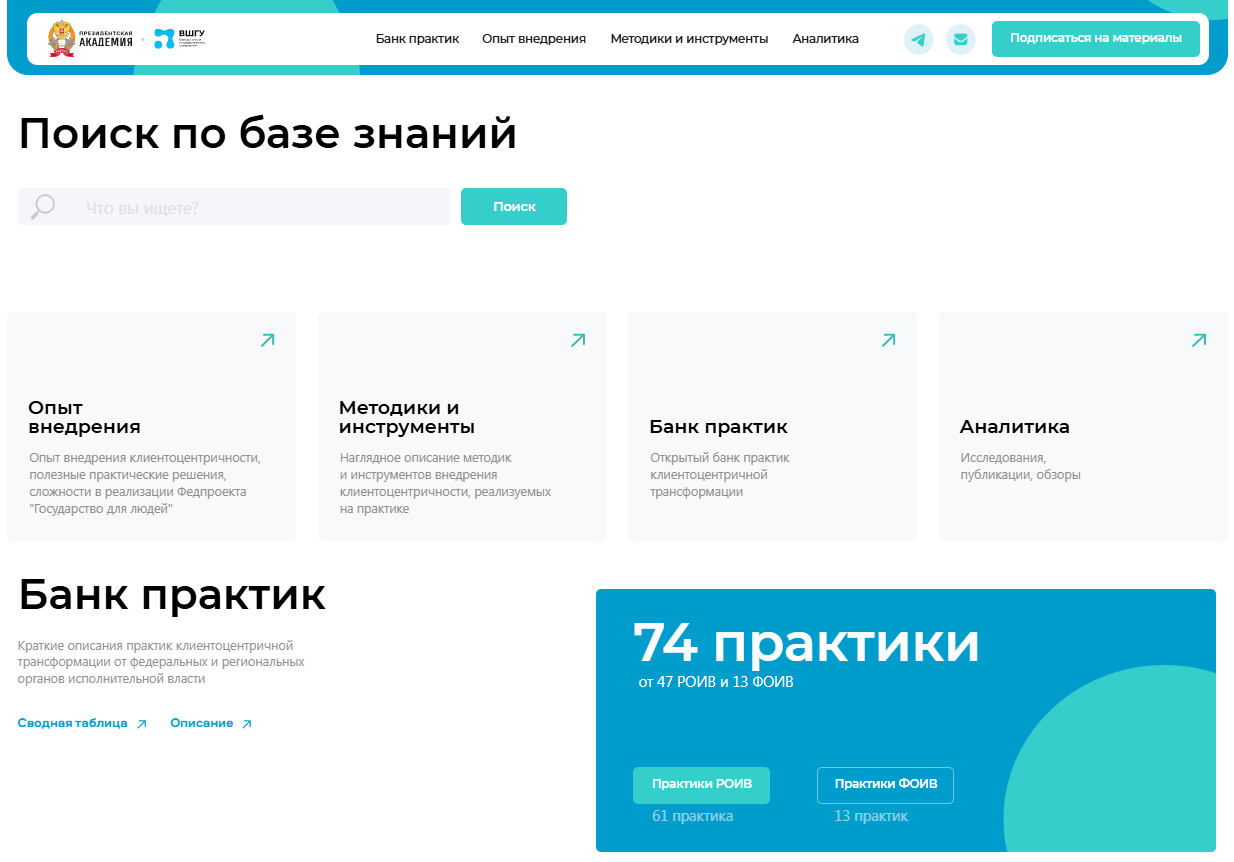 ПРЕЗИДЕНТСКАЯ
АКАДЕМИЯ
ВШГУ
Банк практик
Опыт внедрения
Методики и инструменты
Аналитика
Подписаться на материалы
Поиск по базе знаний
Что вы ищете?
Поиск
Опыт
внедрения
Опыт внедрения клиентоцентричности,
полезные практические решения,
сложности в реализации Федпроекта
"Государство для людей"
Методики и
инструменты
Наглядное описание методик
и инструментов внедрения
клиентоцентричности, реализуемых
на практике
Банк практик
Открытый банк практик
клиентоцентричной
трансформации
Аналитика
Исследования,
публикации, обзоры
Банк практик
Краткие описания практик клиентоцентричной
трансформации от федеральных и региональных
органов исполнительной власти
Сводная таблица
Описание
74 практики
от 47 РОИВ и 13 ФОИВ
Практики РОИВ
61 практика
Практики ФОИВ
13 практик